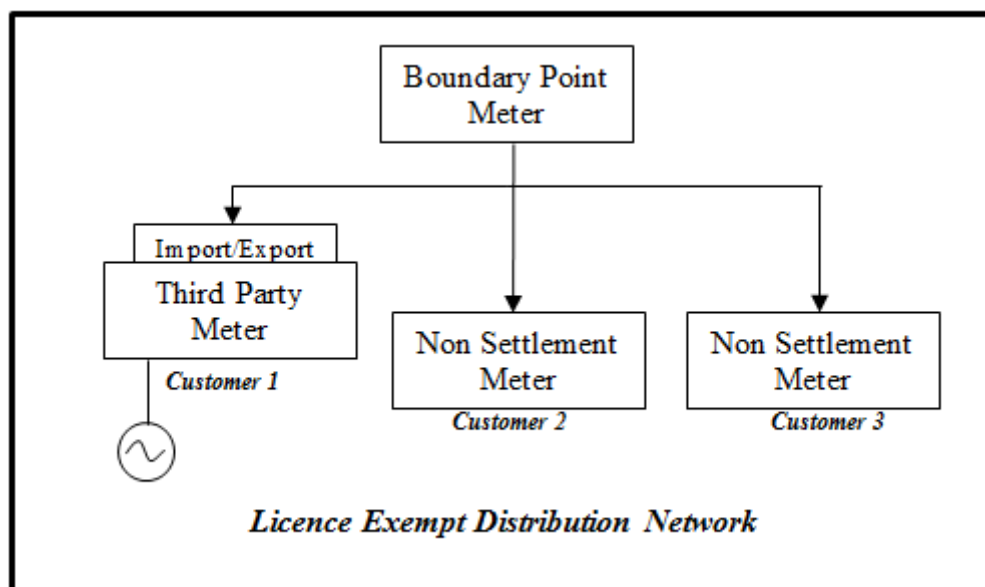 Boundary Point
Meter
Import/Export
Third Party
Meter
Customer 1
Non Settlement
Meter
Customer 2
Non Settlement
Meter
Customer 3
Licence Exempt Distribution Network